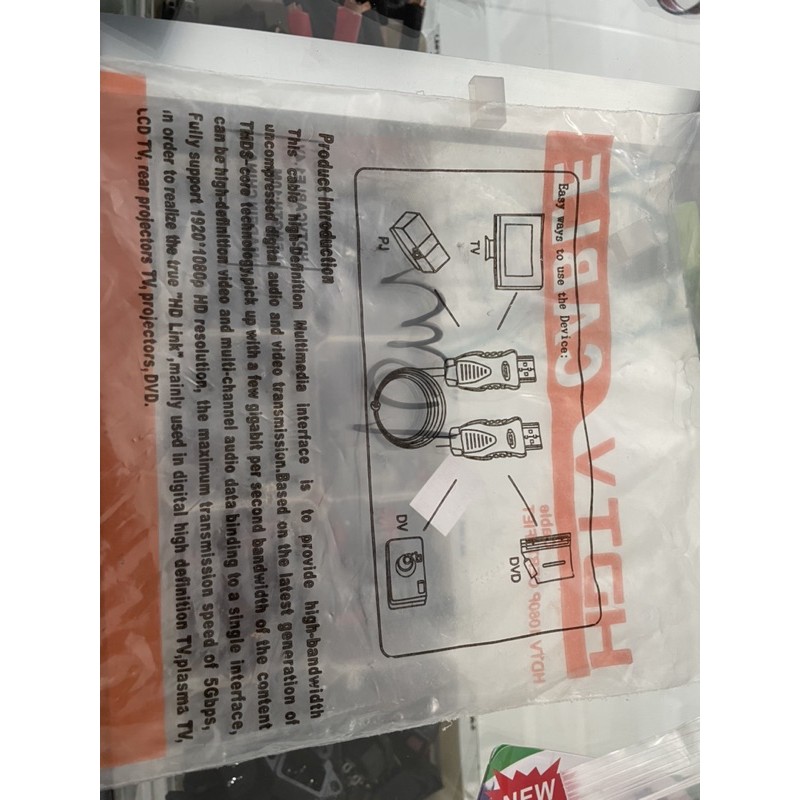 Easy ways to use the Device:
TV
PJ
DVD
DV
Product Introduction
This cable High-Definition Multimedia interface is to provide high-bandwidth
uncompressed digital audio and video transmission.Based on the latest generation of
TMDS-core technology,pick up with a few gigabit per second bandwidth of the content
can be high-definition video and multi-channel audio data binding to a single interface,
Fully support 1920*1080p HD resolution, the maximum transmission speed of 5Gbps,
in order to realize the true "HD Link",mainly used in digital high definition TV,plasma TV,
LCD TV, rear projectors TV, projectors, DVD.
HDTV CABLE
HDTV 1080P
NEW